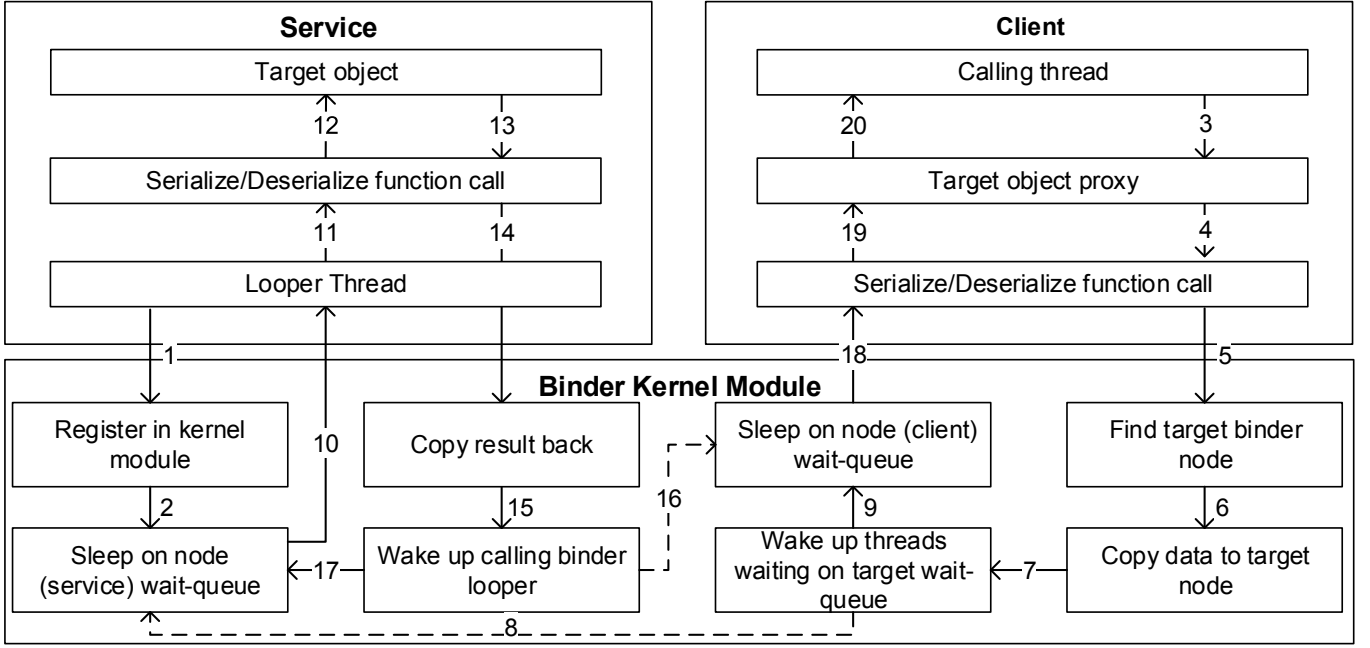 Service
Client
Target object
Calling thread
12
13
20
3
Serialize/Deserialize function call
Target object proxy
11
14
19
4
Looper Thread
Serialize/Deserialize function call
1
18
5
Binder Kernel Module
Register in kernel
module
10
Copy result back
Sleep on node (client)
wait-queue
Find target binder
node
2
15
16
9
6
Sleep on node
(service) wait-queue
17
Wake up calling binder
looper
Wake up threads
waiting on target wait-
queue
7
Copy data to target
node
8